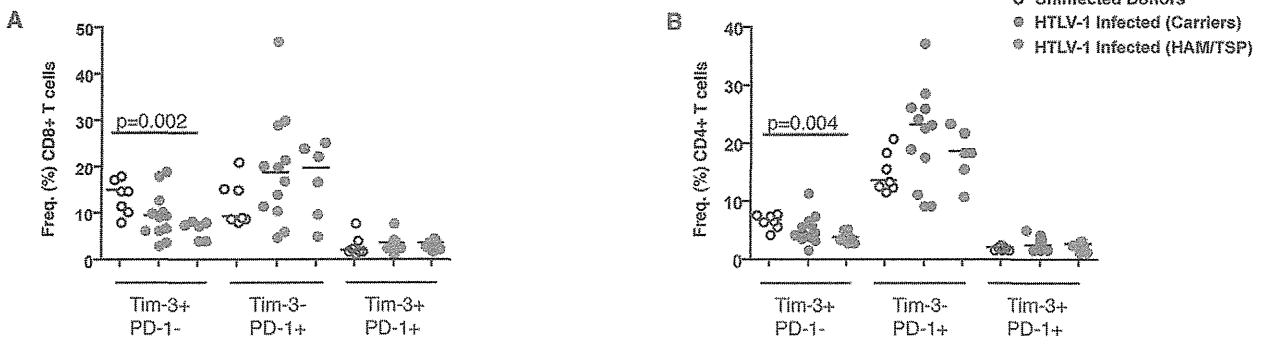 A
50
40
30
20
10
0
Freq. (%) CD8+ T cells
p=0.002
Tim-3+
PD-1-
Tim-3-
PD-1+
Tim-3+
PD-1+
B
Uninfected Donors
HTLV-1 Infected (Carriers)
HTLV-1 Infected (HAM/TSP)
40
30
20
10
0
Freq. (%) CD4+ T cells
p=0.004
Tim-3+
PD-1-
Tim-3-
PD-1+
Tim-3+
PD-1+